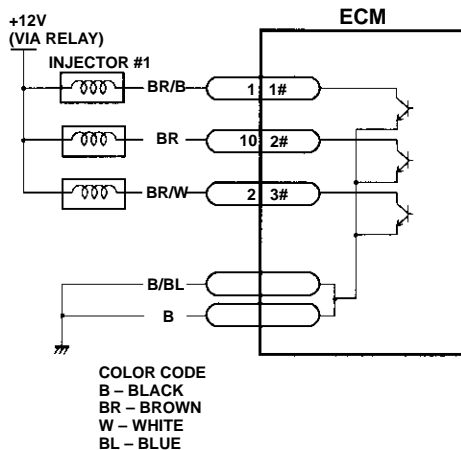 ECM
+12V
(VIA RELAY)
INJECTOR #1
BR/B
1 1#
BR
10 2#
BR/W
2 3#
B/BL
B
COLOR CODE
B – BLACK
BR – BROWN
W – WHITE
BL – BLUE